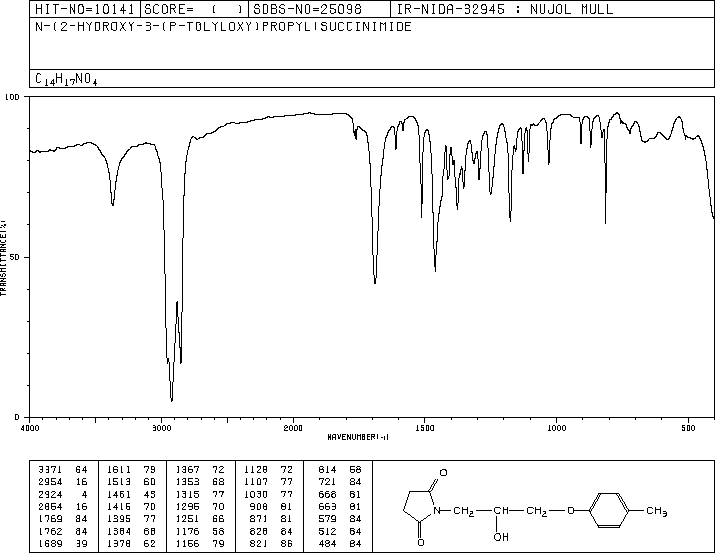 HIT-NO=10141 SCORE= ( ) SDBS-NO=25098 IR-NIDA-32945 : NUJOL MULL
N-(2-HYDROXY-3-(P-TOLYLOXY)PROPYL)SUCCINIMIDE
C14H17NO4
100
50
0
TRANSMITTANCE(%)
4000 3000 2000 1500 1000 500
WAVENUMBER(-1)
3371 64 1611 79 1367 72 1128 72 814 58
2954 16 1513 60 1353 68 1107 77 721 84
2924 4 1461 45 1315 77 1030 77 668 81
2854 16 1416 70 1296 70 908 81 663 81
1769 84 1395 77 1251 66 871 81 579 84
1762 84 1384 68 1176 58 828 84 512 84
1689 39 1378 62 1156 79 821 86 484 84
O
N-CH2-CH-CH2-O CH3
O OH